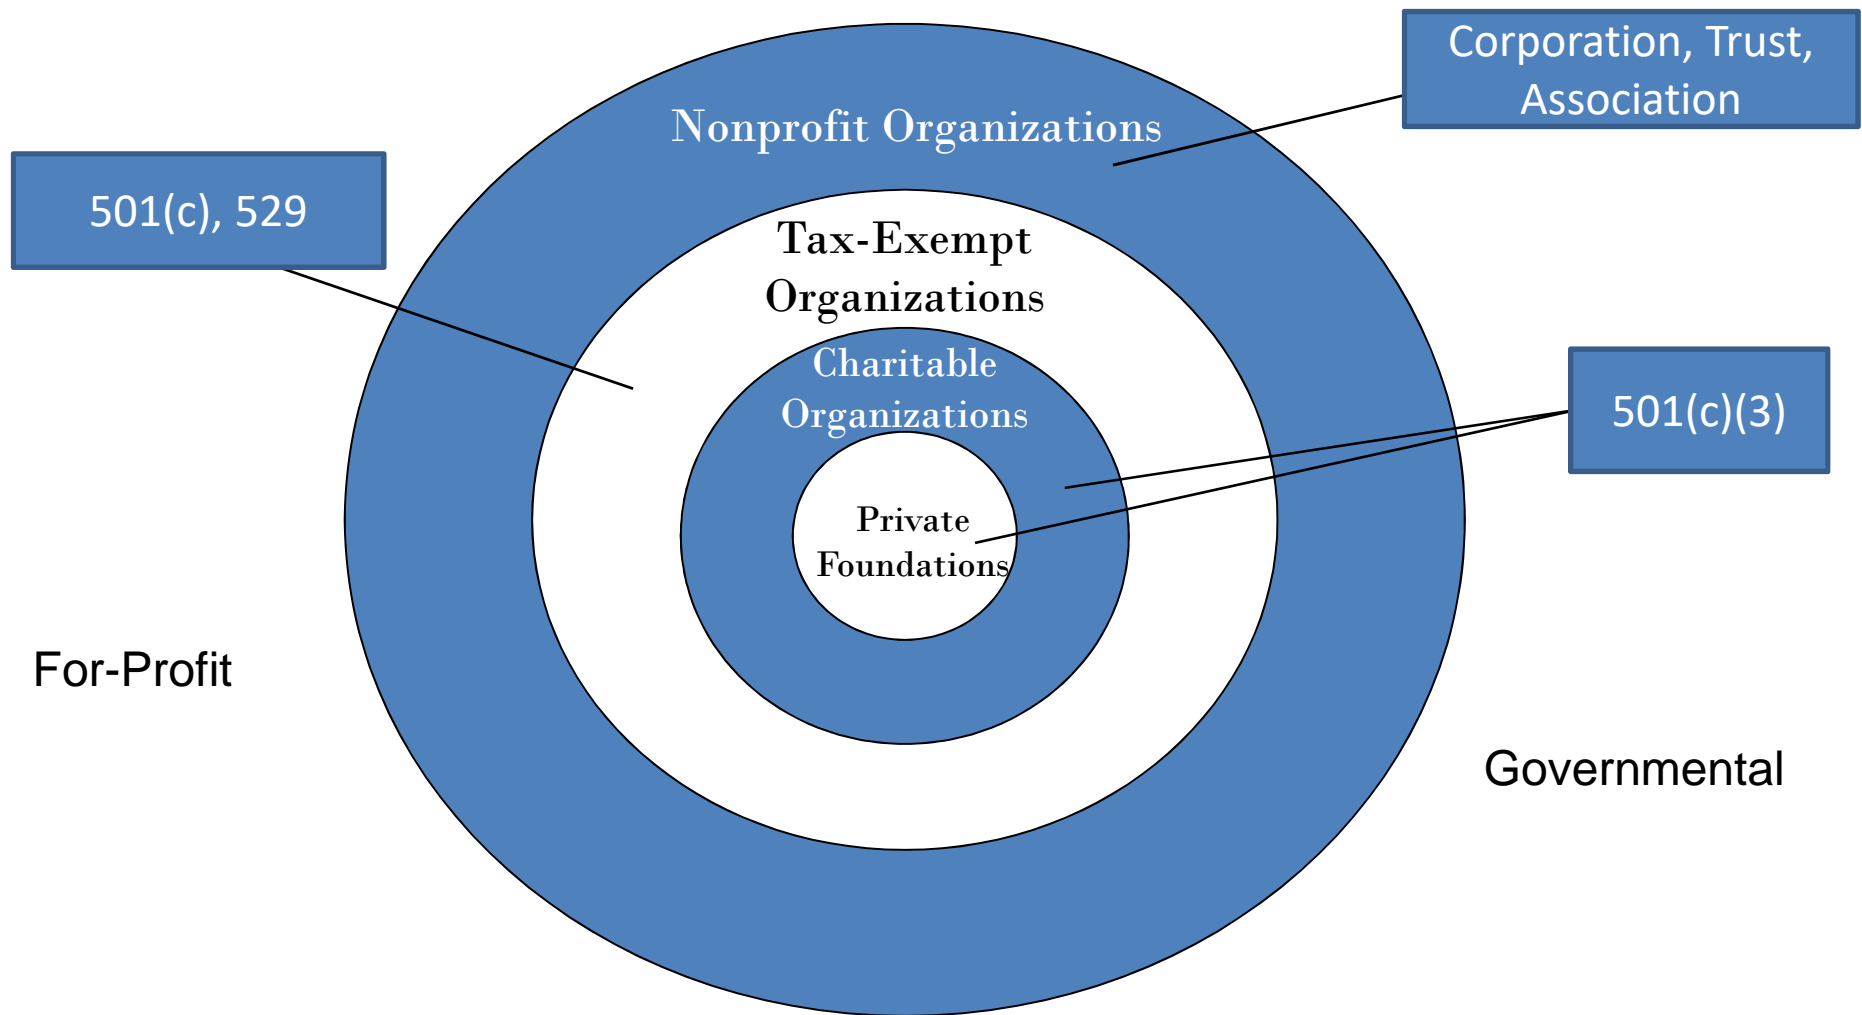 Corporation, Trust,
Association
Nonprofit Organizations
501(c), 529
Tax-Exempt
Organizations
Charitable
Organizations
501(c)(3)
Private
Foundations
For-Profit
Governmental